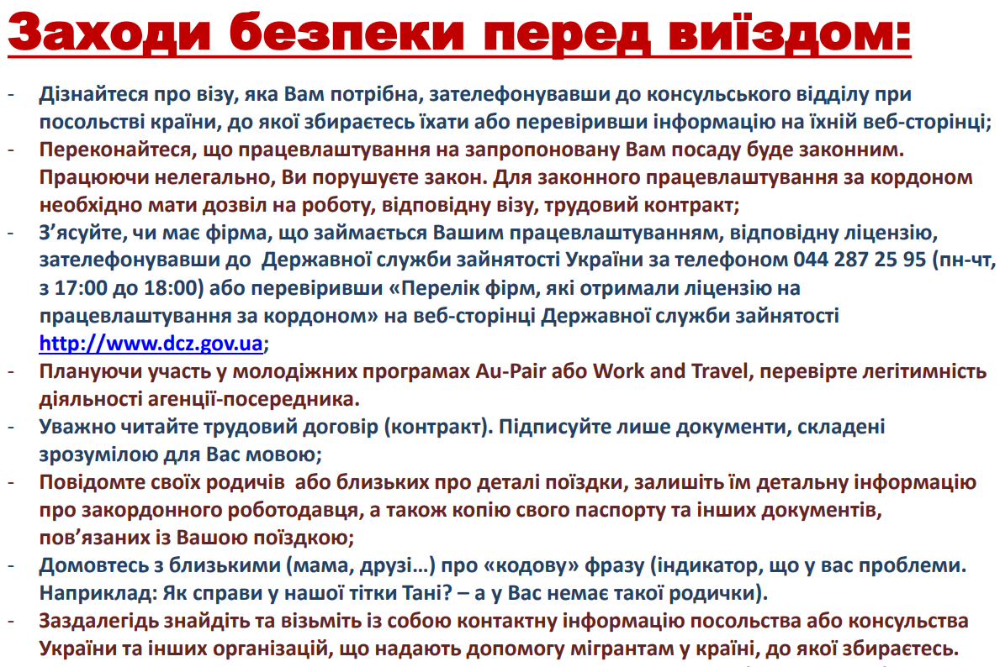 Заходи безпеки перед виїздом:
- Дізнайтеся про візу, яка Вам потрібна, зателефонувавши до консульського відділу при
посольстві країни, до якої збираєтесь їхати або перевіривши інформацію на їхній веб-сторінці;
- Переконайтеся, що працевлаштування на запропоновану Вам посаду буде законним.
Працюючи нелегально, Ви порушуєте закон. Для законного працевлаштування за кордоном
необхідно мати дозвіл на роботу, відповідну візу, трудовий контракт;
- З’ясуйте, чи має фірма, що займається Вашим працевлаштуванням, відповідну ліцензію,
зателефонувавши до  Державної служби зайнятості України за телефоном 044 287 25 95 (пн-чт,
з 17:00 до 18:00) або перевіривши «Перелік фірм, які отримали ліцензію на
працевлаштування за кордоном» на веб-сторінці Державної служби зайнятості
http://www.dcz.gov.ua;
- Плануючи участь у молодіжних програмах Au-Pair або Work and Travel, перевірте легітимність
діяльності агенції-посередника.
- Уважно читайте трудовий договір (контракт). Підписуйте лише документи, складені
зрозумілою для Вас мовою;
- Повідомте своїх родичів  або близьких про деталі поїздки, залишіть їм детальну інформацію
про закордонного роботодавця, а також копію свого паспорту та інших документів,
пов’язаних із Вашою поїздкою;
- Домовтесь з близькими (мама, друзі…) про «кодову» фразу (індикатор, що у вас проблеми.
Наприклад: Як справи у нашої тітки Тані? – а у Вас немає такої родички).
- Заздалегідь знайдіть та візьміть із собою контактну інформацію посольства або консульства
України та інших організацій, що надають допомогу мігрантам у країні, до якої збираєтесь.